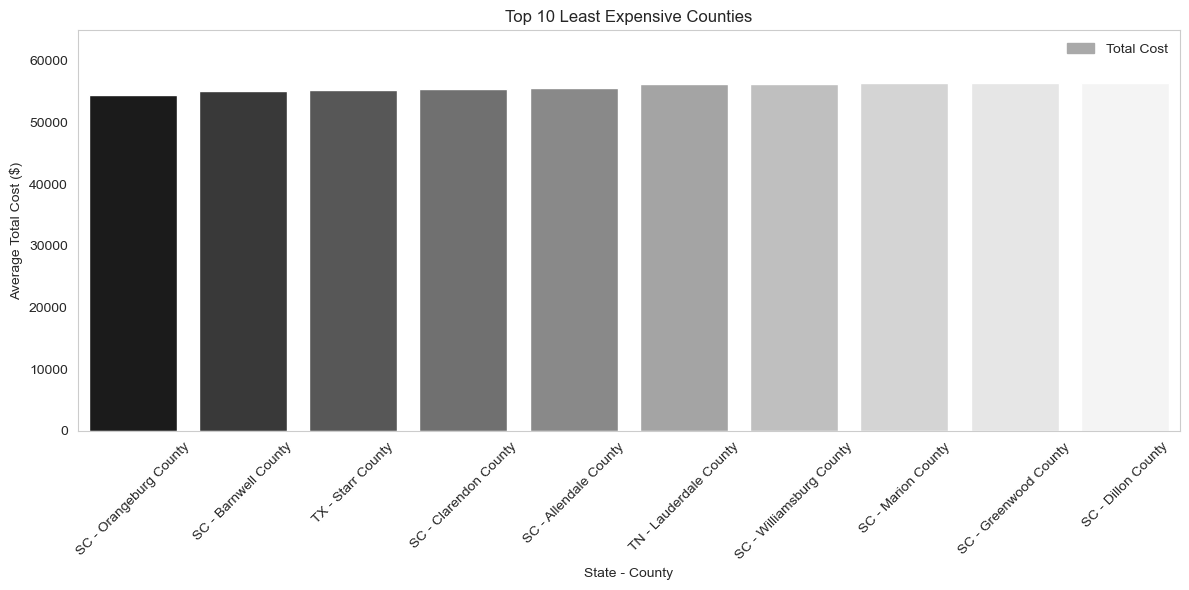 Top 10 Least Expensive Counties
Total Cost
Average Total Cost ($)
60000
50000
40000
30000
20000
10000
0
SC - Orangeburg County
SC - Barnwell County
TX - Starr County
SC - Clarendon County
SC - Allendale County
TN - Lauderdale County
SC - Williamsburg County
SC - Marion County
SC - Greenwood County
SC - Dillon County
State - County